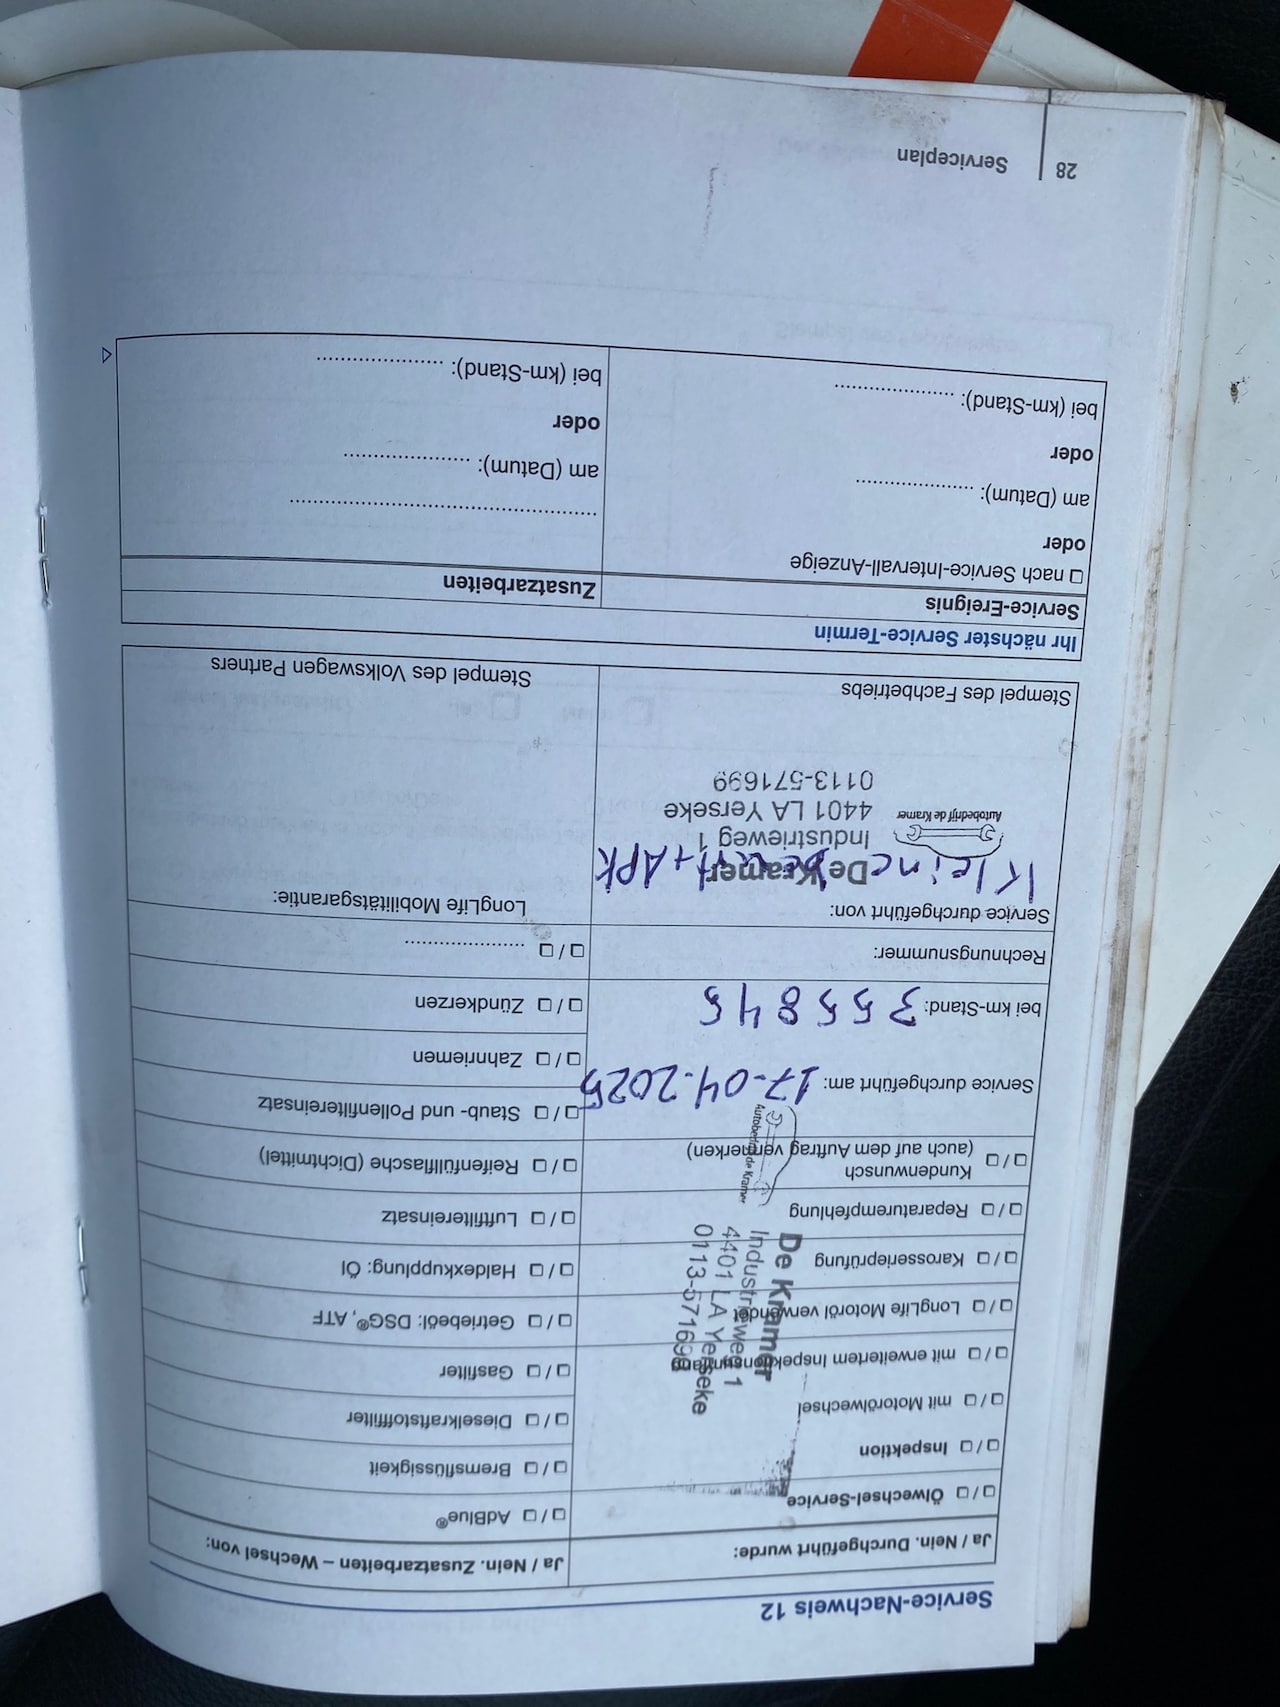 Service-Nachweis 12
Ja / Nein. Durchgeführt wurde:
❑ / ❑ Ölwechsel-Service
❑ / ❑ Inspektion
❑ / ❑ mit Motorölwechsel
❑ / ❑ mit erweitertem Inspektionsumfang
❑ / ❑ LongLife Motoröl verwendet
❑ / ❑ Karosserieprüfung
❑ / ❑ Reparaturempfehlung
❑ / ❑ Kundenwunsch
(auch auf dem Auftrag vermerken)
De Kramer
Industrieweg 1
4401 LA Yerseke
0113-571699
Autobedrijf de Kramer
Service durchgeführt am: 17-04-2025
bei km-Stand: 355845
Rechnungsnummer:
Service durchgeführt von:
Kleine beurt + APK
De Kramer
Industrieweg 1
4401 LA Yerseke
0113-571699
Autobedrijf de Kramer
Stempel des Fachbetriebs
Ja / Nein. Zusatzarbeiten – Wechsel von:
❑ / ❑ AdBlue®
❑ / ❑ Bremsflüssigkeit
❑ / ❑ Dieselkraftstofffilter
❑ / ❑ Gasfilter
❑ / ❑ Getriebeöl: DSG®, ATF
❑ / ❑ Haldexkupplung: Öl
❑ / ❑ Luftfiltereinsatz
❑ / ❑ Reifenfüllflasche (Dichtmittel)
❑ / ❑ Staub- und Pollenfiltereinsatz
❑ / ❑ Zahnriemen
❑ / ❑ Zündkerzen
❑ / ❑ ......................
LongLife Mobilitätsgarantie:
Stempel des Volkswagen Partners
Ihr nächster Service-Termin
Service-Ereignis
❑ nach Service-Intervall-Anzeige
oder
am (Datum): ....................
oder
bei (km-Stand): ....................
Zusatzarbeiten
..................................................
am (Datum): .....................
oder
bei (km-Stand): .....................
28
Serviceplan